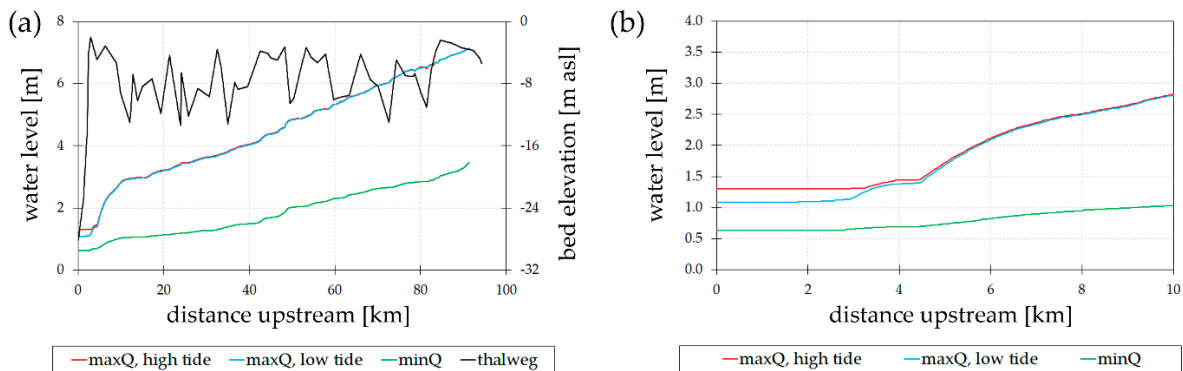 (a)
water level [m]
8
6
4
2
0
0
20
40
60
80
100
distance upstream [km]
0
-8
-16
-24
-32
bed elevation [m asl]
maxQ, high tide
maxQ, low tide
minQ
thalweg
(b)
water level [m]
4.0
3.5
3.0
2.5
2.0
1.5
1.0
0.5
0.0
0
2
4
6
8
10
distance upstream [km]
maxQ, high tide
maxQ, low tide
minQ